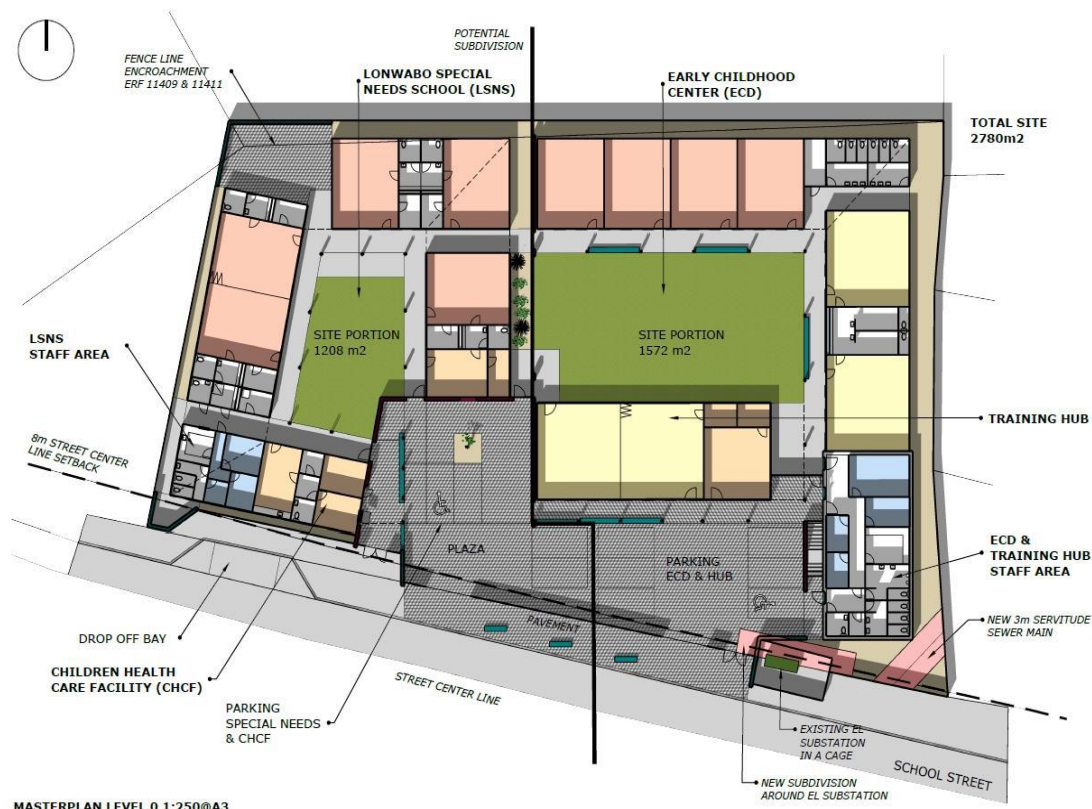 POTENTIAL
SUBDIVISION
FENCE LINE
ENCROACHMENT
ERF 11409 & 11411
LONWABO SPECIAL
NEEDS SCHOOL (LSNS)
EARLY CHILDHOOD
CENTER (ECD)
TOTAL SITE
2780m2
SITE PORTION
1208 m2
SITE PORTION
1572 m2
LSNS
STAFF AREA
TRAINING HUB
8m STREET CENTER
LINE SETBACK
PLAZA
PARKING
ECD & HUB
ECD &
TRAINING HUB
STAFF AREA
DROP OFF BAY
PAVEMENT
NEW 3m SERVITUDE
SEWER MAIN
CHILDREN HEALTH
CARE FACILITY (CHCF)
STREET CENTER LINE
PARKING
SPECIAL NEEDS
& CHCF
EXISTING EL
SUBSTATION
IN A CAGE
SCHOOL STREET
NEW SUBDIVISION
AROUND EL SUBSTATION
MASTERPLAN LEVEL 0 1:250@A3